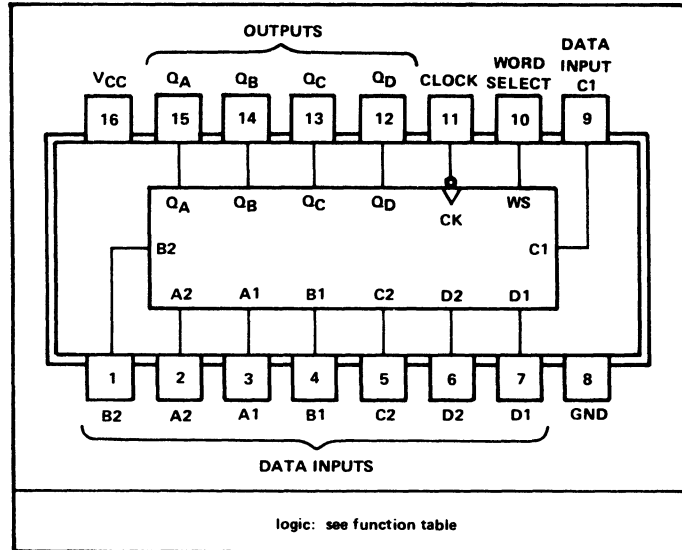 OUTPUTS
VCC QA QB QC QD CLOCK WORD SELECT DATA INPUT C1
16 15 14 13 12 11 10 9
QA QB QC QD CK WS
B2 C1
A2 A1 B1 C2 D2 D1
1 2 3 4 5 6 7 8
B2 A2 A1 B1 C2 D2 D1 GND
DATA INPUTS
logic: see function table